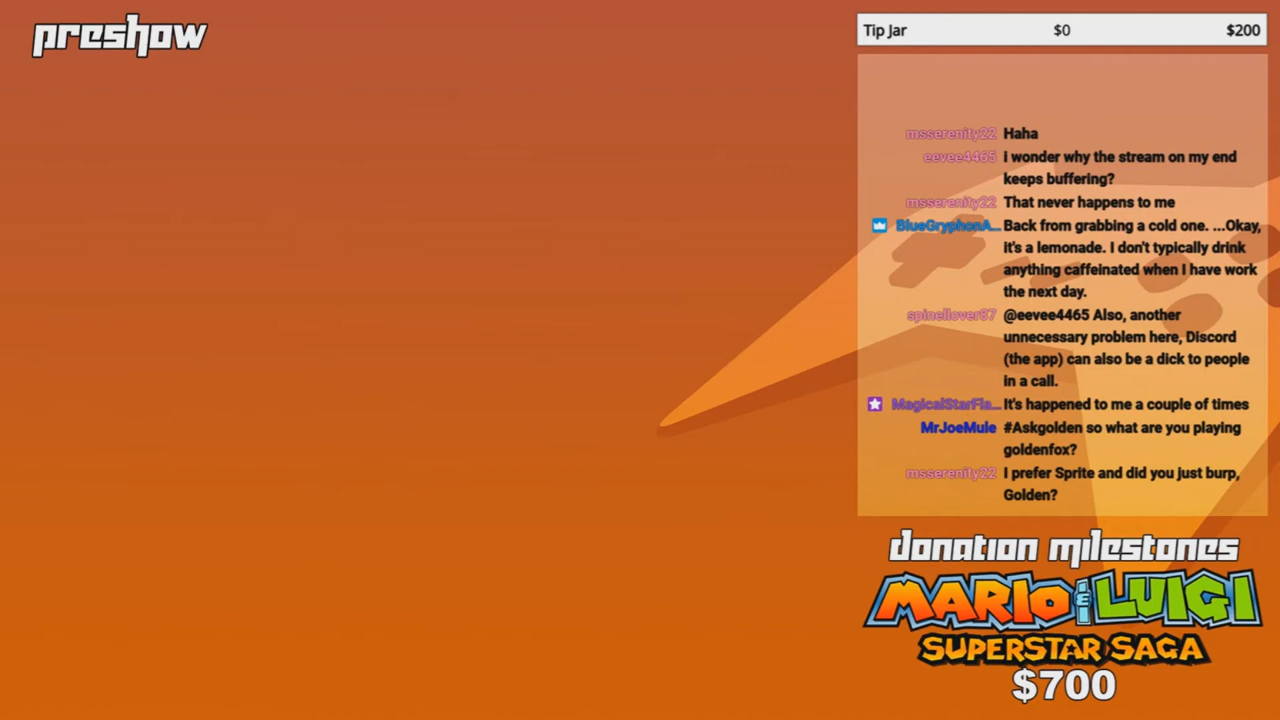 preshow
Tip Jar $0 $200
msserenity22 Haha
eevee4465 I wonder why the stream on my end
keeps buffering?
msserenity22 That never happens to me
BlueGryphonA... Back from grabbing a cold one. ...Okay,
it's a lemonade. I don't typically drink
anything caffeinated when I have work
the next day.
spinellover87 @eevee4465 Also, another
unnecessary problem here, Discord
(the app) can also be a dick to people
in a call.
MagicalStarFla... It's happened to me a couple of times
MrJoeMule #Askgolden so what are you playing
goldenfox?
msserenity22 I prefer Sprite and did you just burp,
Golden?
donation milestones
MARIO & LUIGI
SUPERSTAR SAGA
$700